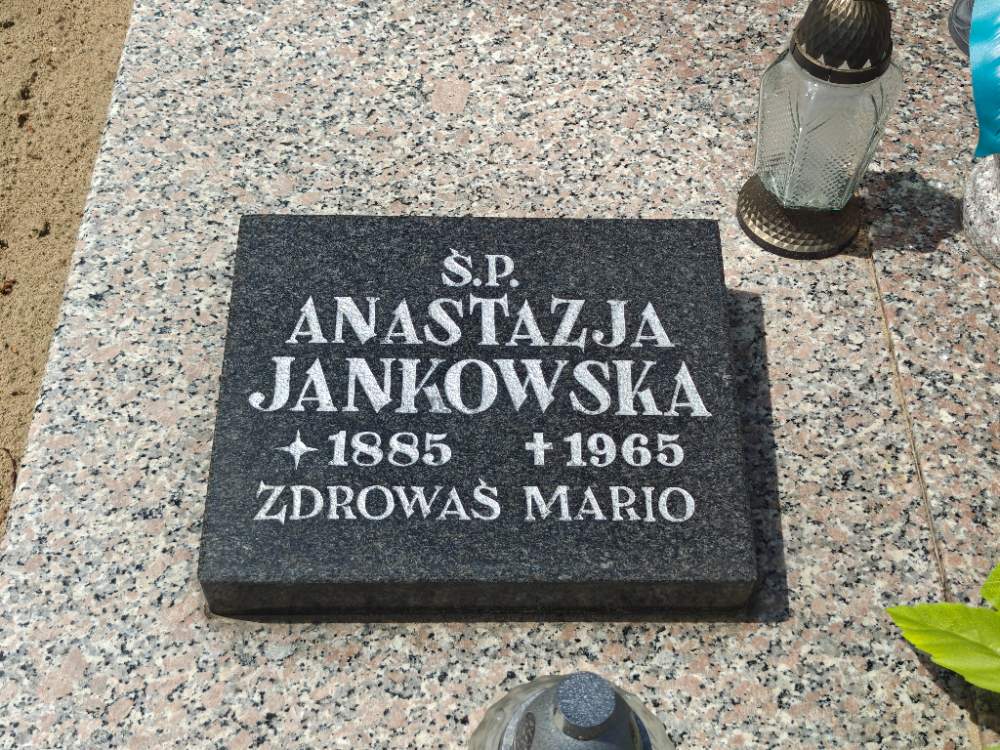 Ś.P.
ANASTAZJA
JANKOWSKA
✦ 1885 ✝ 1965
ZDROWAŚ MARIO